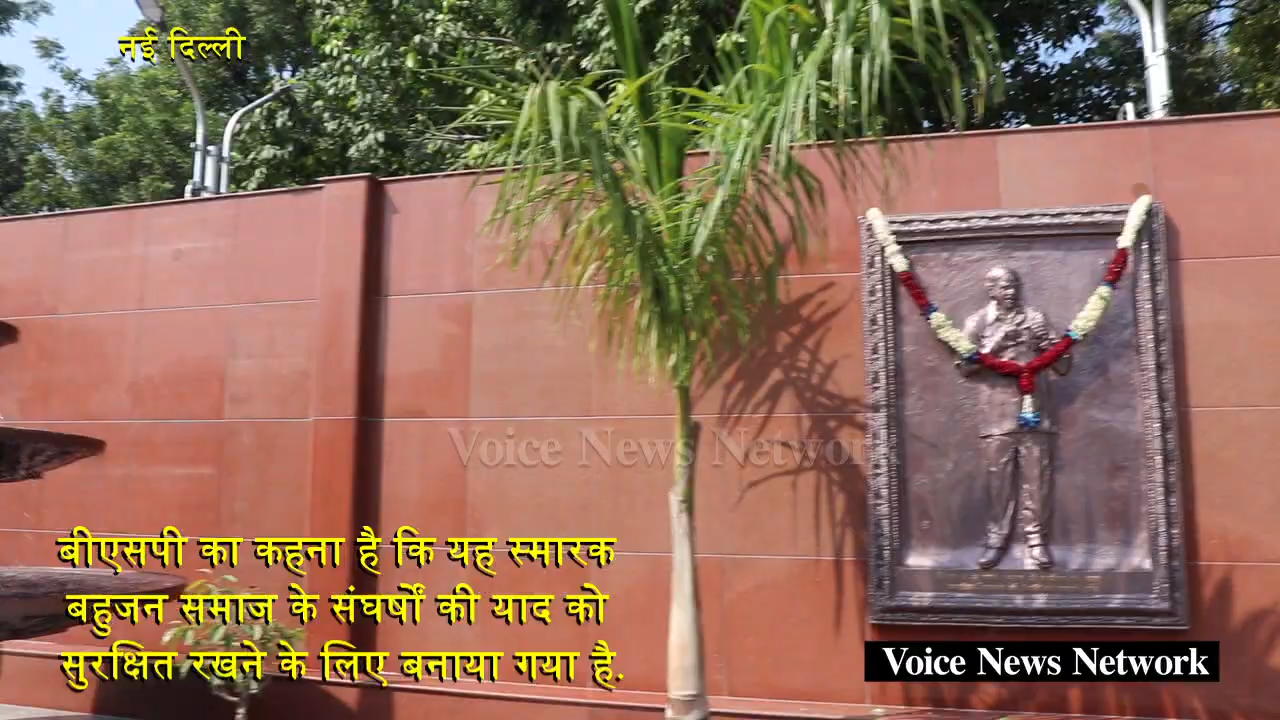 नई दिल्ली
Voice News Network
बीएसपी का कहना है कि यह स्मारक
बहुजन समाज के संघर्षों की याद को
सुरक्षित रखने के लिए बनाया गया है.
Voice News Network